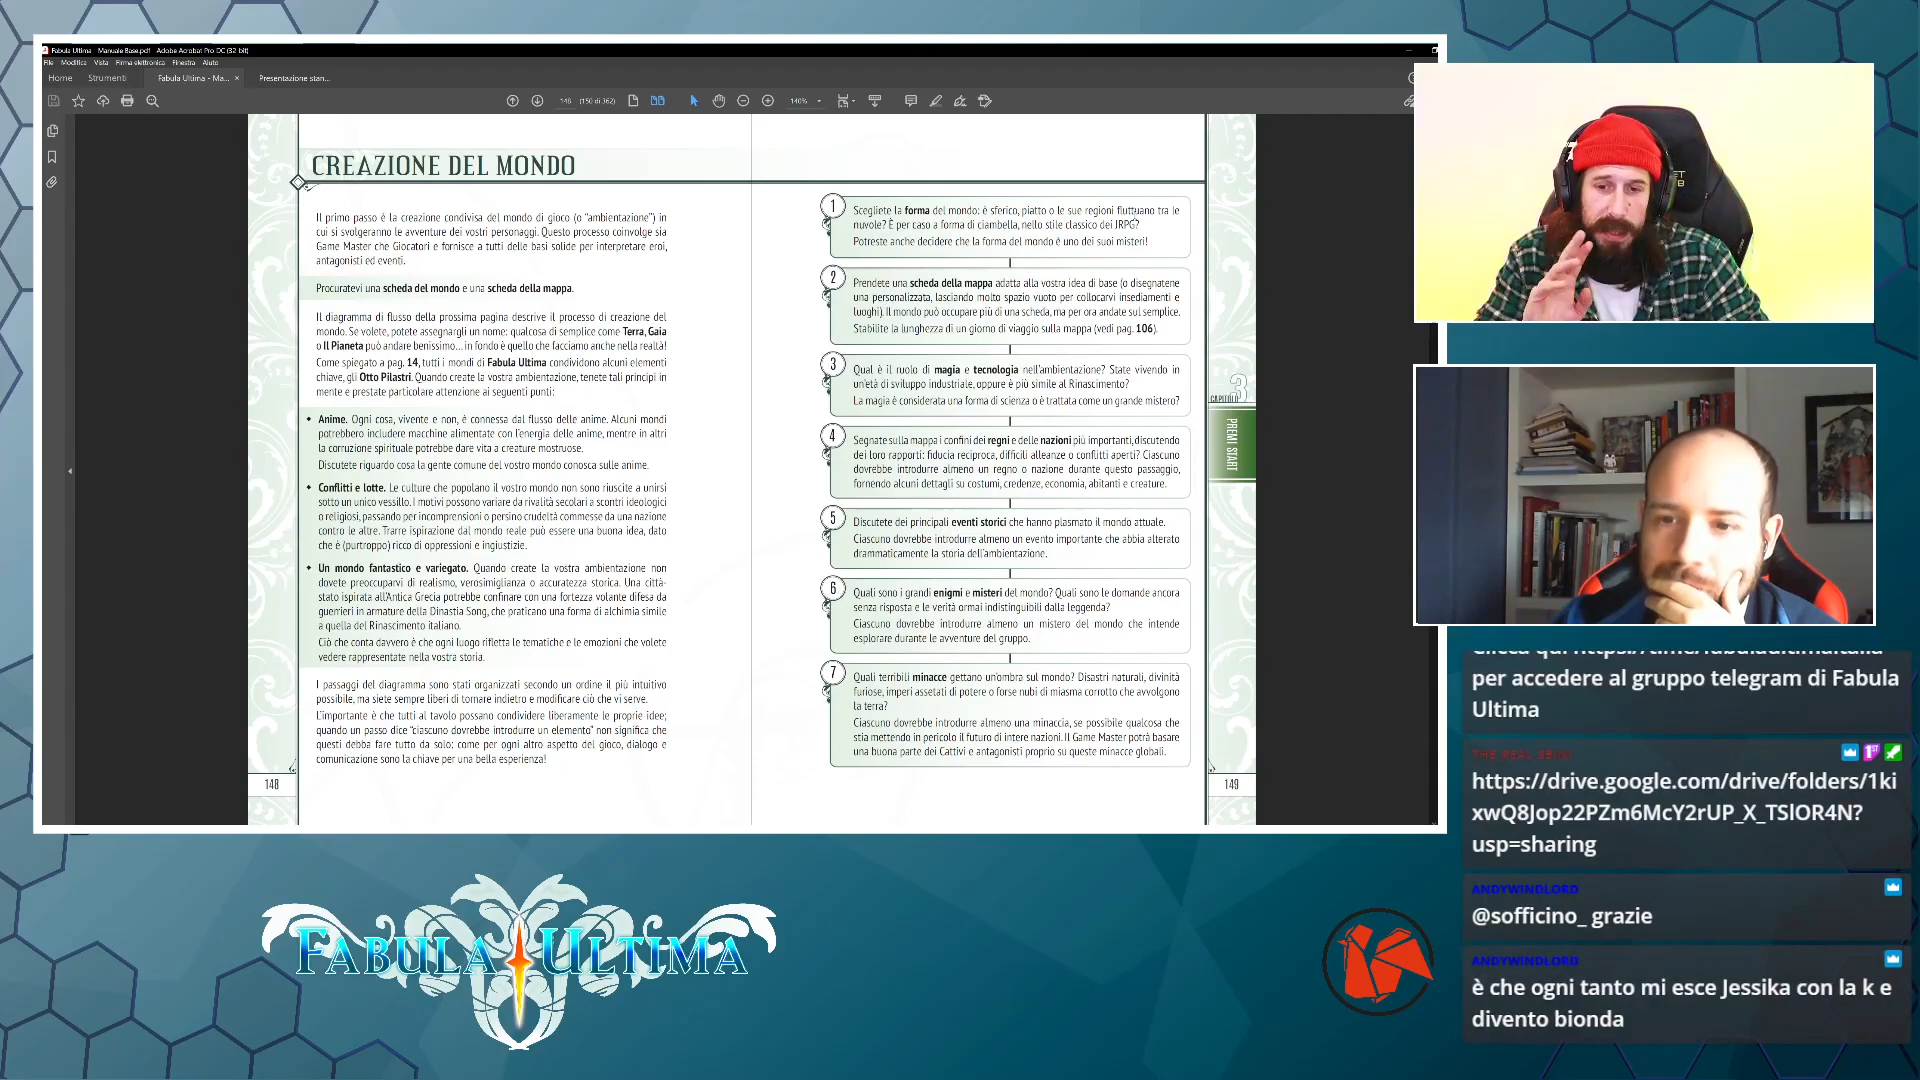 Fabula Ultima - Manuale Base.pdf - Adobe Acrobat Pro DC (32-bit)
File Modifica Vista Firma elettronica Finestra Aiuto
Home Strumenti Fabula Ultima - Ma... × Presentazione stan...
148 (150 di 362) 140%
CREAZIONE DEL MONDO
Il primo passo è la creazione condivisa del mondo di gioco (o “ambientazione”) in
cui si svolgeranno le avventure dei vostri personaggi. Questo processo coinvolge sia
Game Master che Giocatori e fornisce a tutti delle basi solide per interpretare eroi,
antagonisti ed eventi.
Procuratevi una scheda del mondo e una scheda della mappa.
Il diagramma di flusso della prossima pagina descrive il processo di creazione del
mondo. Se volete, potete assegnargli un nome: qualcosa di semplice come Terra, Gaia
o Il Pianeta può andare benissimo... in fondo è quello che facciamo anche nella realtà!
Come spiegato a pag. 14, tutti i mondi di Fabula Ultima condividono alcuni elementi
chiave, gli Otto Pilastri. Quando create la vostra ambientazione, tenete tali principi in
mente e prestate particolare attenzione ai seguenti punti:
Anime. Ogni cosa, vivente e non, è connessa dal flusso delle anime. Alcuni mondi
potrebbero includere macchine alimentate con l’energia delle anime, mentre in altri
la corruzione spirituale potrebbe dare vita a creature mostruose.
Discutete riguardo cosa la gente comune del vostro mondo conosca sulle anime.
Conflitti e lotte. Le culture che popolano il vostro mondo non sono riuscite a unirsi
sotto un unico vessillo. I motivi possono variare da rivalità secolari a scontri ideologici
o religiosi, passando per incomprensioni o persino crudeltà commesse da una nazione
contro le altre. Trarre ispirazione dal mondo reale può essere una buona idea, dato
che è (purtroppo) ricco di oppressioni e ingiustizie.
Un mondo fantastico e variegato. Quando create la vostra ambientazione non
dovete preoccuparvi di realismo, verosimiglianza o accuratezza storica. Una città-
stato ispirata all’Antica Grecia potrebbe confinare con una fortezza volante difesa da
guerrieri in armature della Dinastia Song, che praticano una forma di alchimia simile
a quella del Rinascimento italiano.
Ciò che conta davvero è che ogni luogo rifletta le tematiche e le emozioni che volete
vedere rappresentate nella vostra storia.
I passaggi del diagramma sono stati organizzati secondo un ordine il più intuitivo
possibile, ma siete sempre liberi di tornare indietro e modificare ciò che vi serve.
L’importante è che tutti al tavolo possano condividere liberamente le proprie idee;
quando un passo dice “ciascuno dovrebbe introdurre un elemento” non significa che
questi debba fare tutto da solo: come per ogni altro aspetto del gioco, dialogo e
comunicazione sono la chiave per una bella esperienza!
148
1
Scegliete la forma del mondo: è sferico, piatto o le sue regioni fluttuano tra le
nuvole? È per caso a forma di ciambella, nello stile classico dei JRPG?
Potreste anche decidere che la forma del mondo è uno dei suoi misteri!
2
Prendete una scheda della mappa adatta alla vostra idea di base (o disegnatene
una personalizzata, lasciando molto spazio vuoto per collocarvi insediamenti e
luoghi). Il mondo può occupare più di una scheda, ma per ora andate sul semplice.
Stabilite la lunghezza di un giorno di viaggio sulla mappa (vedi pag. 106).
3
Qual è il ruolo di magia e tecnologia nell’ambientazione? State vivendo in
un’età di sviluppo industriale, oppure è più simile al Rinascimento?
La magia è considerata una forma di scienza o è trattata come un grande mistero?
4
Segnate sulla mappa i confini dei regni e delle nazioni più importanti, discutendo
dei loro rapporti: fiducia reciproca, difficili alleanze o conflitti aperti? Ciascuno
dovrebbe introdurre almeno un regno o nazione durante questo passaggio,
fornendo alcuni dettagli su costumi, credenze, economia, abitanti e creature.
5
Discutete dei principali eventi storici che hanno plasmato il mondo attuale.
Ciascuno dovrebbe introdurre almeno un evento importante che abbia alterato
drammaticamente la storia dell’ambientazione.
6
Quali sono i grandi enigmi e misteri del mondo? Quali sono le domande ancora
senza risposta e le verità ormai indistinguibili dalla leggenda?
Ciascuno dovrebbe introdurre almeno un mistero del mondo che intende
esplorare durante le avventure del gruppo.
7
Quali terribili minacce gettano un’ombra sul mondo? Disastri naturali, divinità
furiose, imperi assetati di potere o forse nubi di miasma corrotto che avvolgono
la terra?
Ciascuno dovrebbe introdurre almeno una minaccia, se possibile qualcosa che
stia mettendo in pericolo il futuro di intere nazioni. Il Game Master potrà basare
una buona parte dei Cattivi e antagonisti proprio su queste minacce globali.
CAPITOLO 3
PREMI START
149
FABULA ULTIMA
per accedere al gruppo telegram di Fabula
Ultima
https://drive.google.com/drive/folders/1ki
xwQ8Jop22PZm6McY2rUP_X_TSlOR4N?
usp=sharing
ANDYWINDLORD
@sofficino_ grazie
ANDYWINDLORD
è che ogni tanto mi esce Jessika con la k e
divento bionda